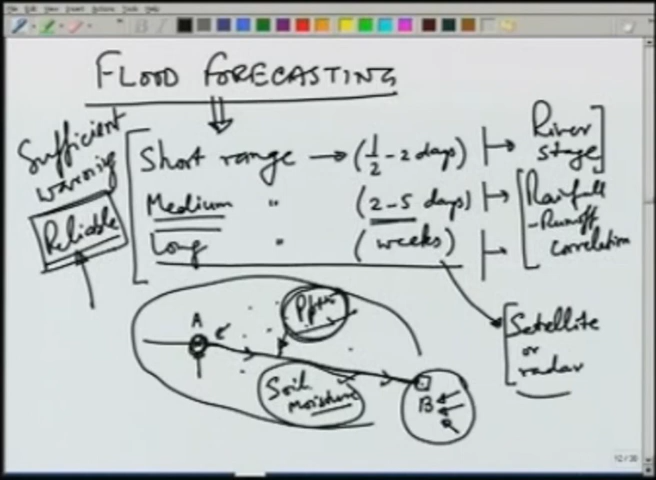 FLOOD FORECASTING
Sufficient
warning
Reliable
Short range → (1/2 - 2 days) → River
stage
Medium " (2-5 days) → Rainfall
-Runoff
correlation
Long " (weeks)
Satellite
or
radar
A
Pptn
Soil
moisture
B